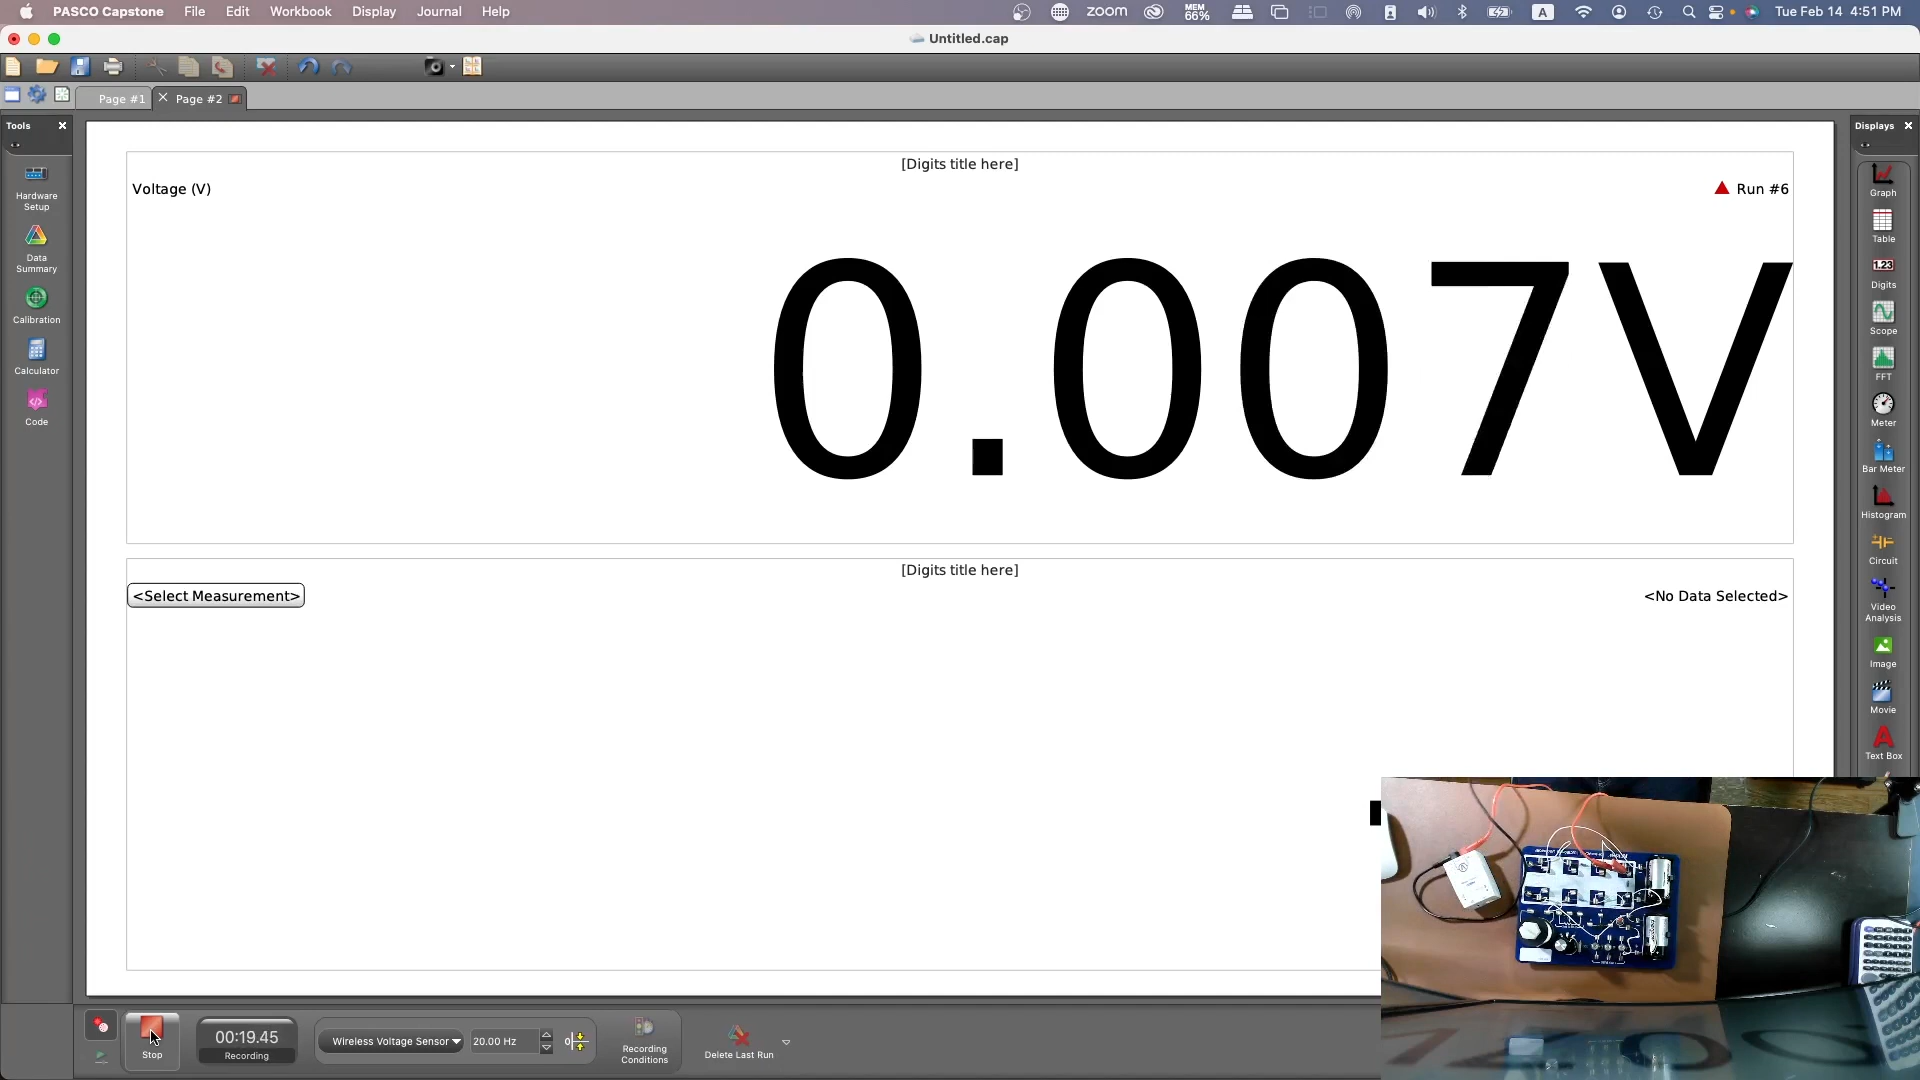 PASCO Capstone File Edit Workbook Display Journal Help zoom MEM 66% A Tue Feb 14 4:51 PM
Untitled.cap
Page #1 Page #2
Tools
Hardware Setup
Data Summary
Calibration
Calculator
Code
[Digits title here]
Voltage (V) Run #6
0.007V
[Digits title here]
<Select Measurement> <No Data Selected>
Displays
Graph
Table
1.23
Digits
Scope
FFT
Meter
Bar Meter
Histogram
Circuit
Video Analysis
Image
Movie
A
Text Box
Stop
00:19.45
Recording
Wireless Voltage Sensor 20.00 Hz 0
Recording Conditions
Delete Last Run